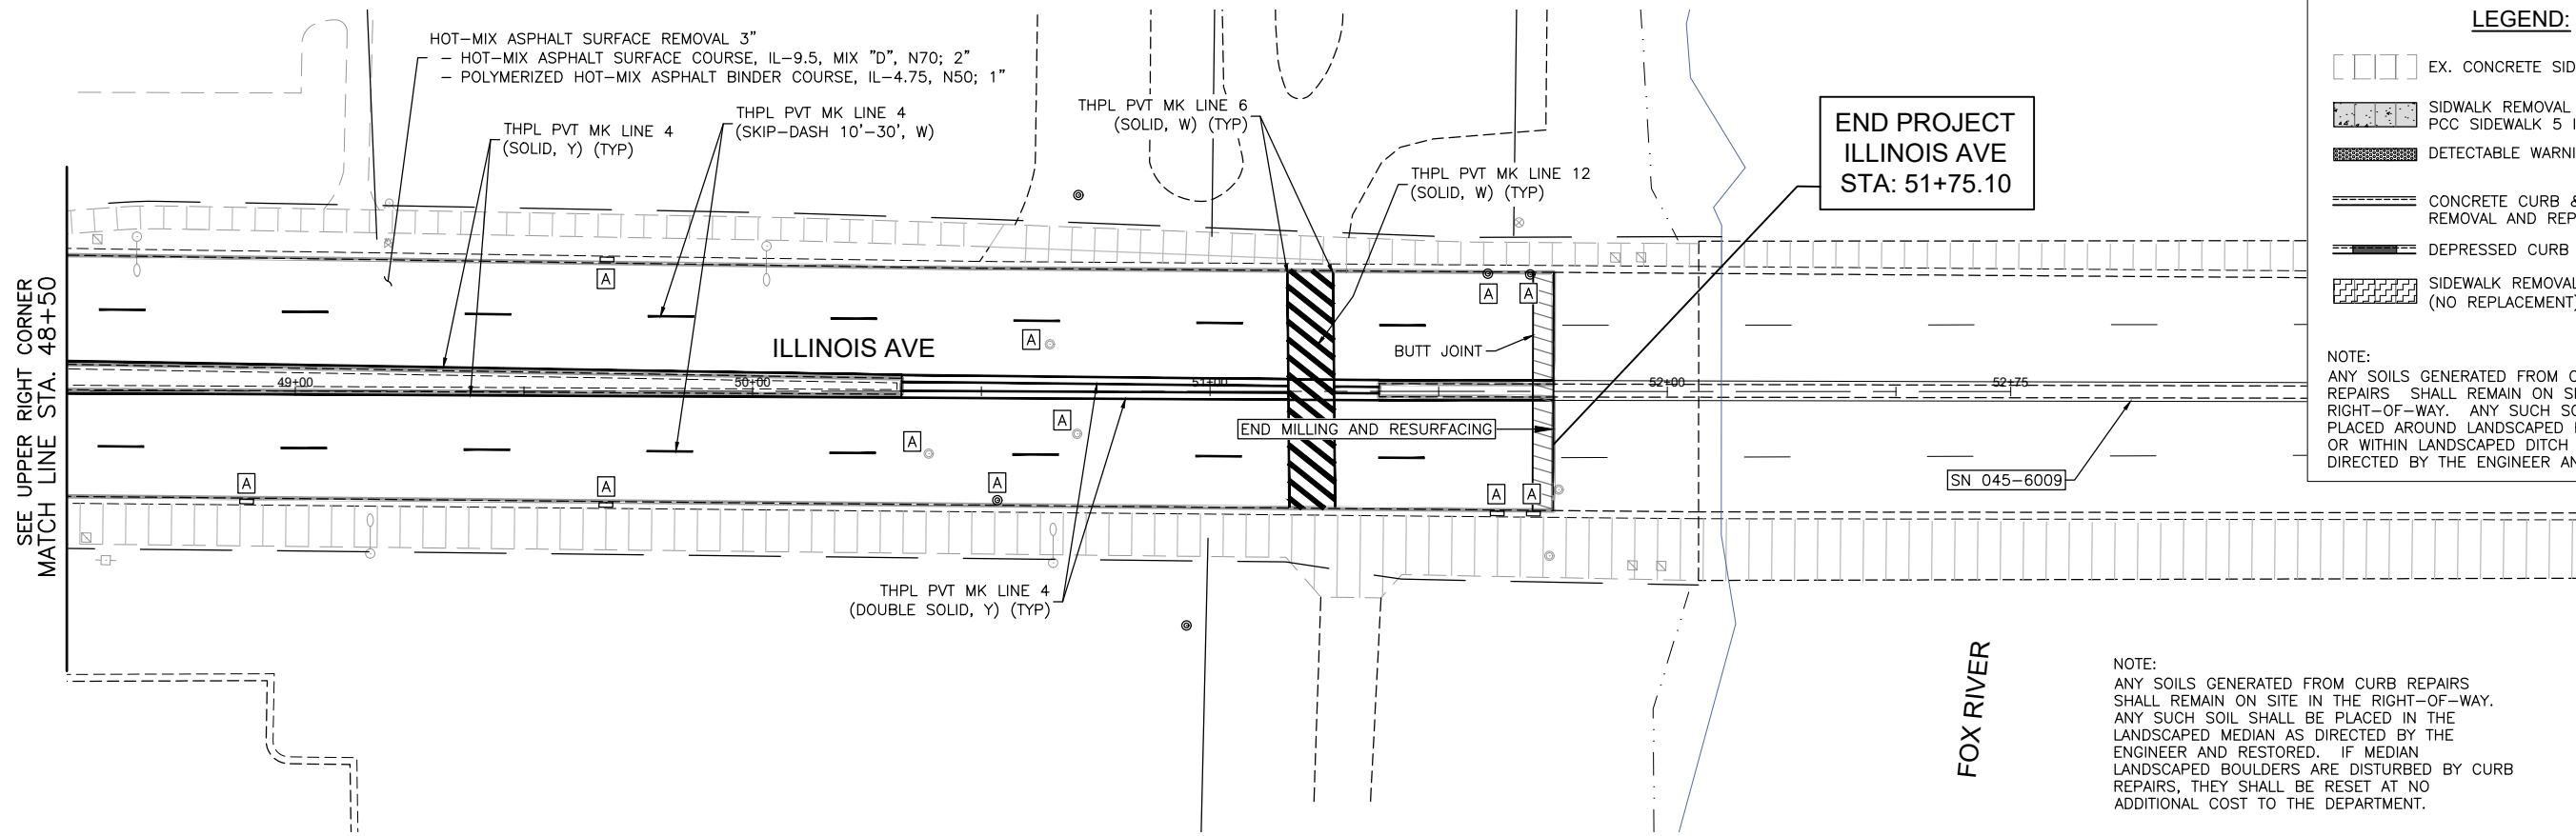 HOT-MIX ASPHALT SURFACE REMOVAL 3"
- HOT-MIX ASPHALT SURFACE COURSE, IL-9.5, MIX "D", N70; 2"
- POLYMERIZED HOT-MIX ASPHALT BINDER COURSE, IL-4.75, N50; 1"
THPL PVT MK LINE 4
(SOLID, Y) (TYP)
THPL PVT MK LINE 4
(SKIP-DASH 10'-30', W)
THPL PVT MK LINE 6
(SOLID, W) (TYP)
THPL PVT MK LINE 12
(SOLID, W) (TYP)
END PROJECT
ILLINOIS AVE
STA: 51+75.10
LEGEND:
EX. CONCRETE SID
SIDWALK REMOVAL
PCC SIDEWALK 5 I
DETECTABLE WARNI
CONCRETE CURB &
REMOVAL AND REP
DEPRESSED CURB
SIDEWALK REMOVAL
(NO REPLACEMENT)
NOTE:
ANY SOILS GENERATED FROM C
REPAIRS SHALL REMAIN ON SI
RIGHT-OF-WAY. ANY SUCH SO
PLACED AROUND LANDSCAPED
OR WITHIN LANDSCAPED DITCH
DIRECTED BY THE ENGINEER AN
SEE UPPER RIGHT CORNER
MATCH LINE STA. 48+50
A
A
A
A
ILLINOIS AVE
BUTT JOINT
49+00
50+00
51+00
52+00
52+75
END MILLING AND RESURFACING
A
A
A
A
A
A
A
SN 045-6009
THPL PVT MK LINE 4
(DOUBLE SOLID, Y) (TYP)
FOX RIVER
NOTE:
ANY SOILS GENERATED FROM CURB REPAIRS
SHALL REMAIN ON SITE IN THE RIGHT-OF-WAY.
ANY SUCH SOIL SHALL BE PLACED IN THE
LANDSCAPED MEDIAN AS DIRECTED BY THE
ENGINEER AND RESTORED. IF MEDIAN
LANDSCAPED BOULDERS ARE DISTURBED BY CURB
REPAIRS, THEY SHALL BE RESET AT NO
ADDITIONAL COST TO THE DEPARTMENT.